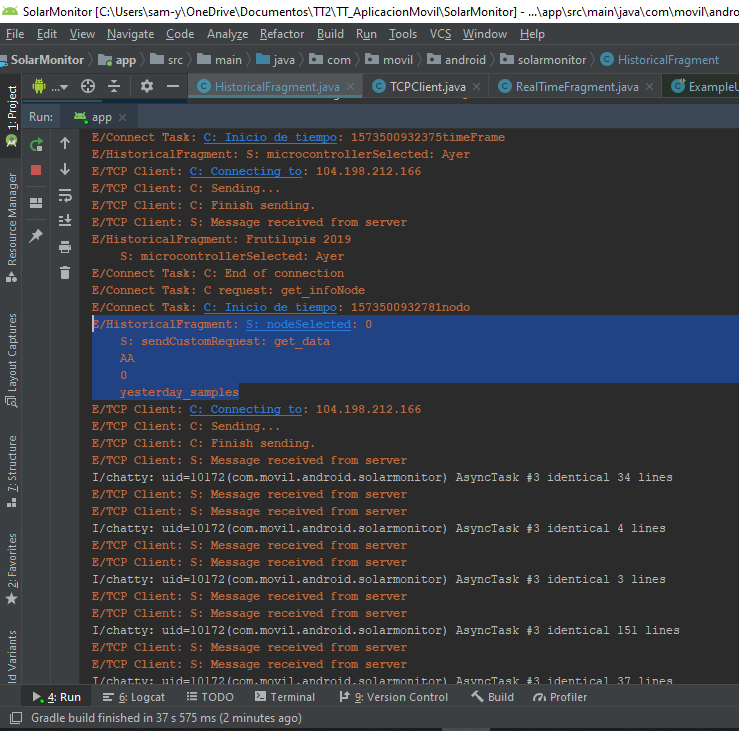 SolarMonitor [C:\Users\sam-y\OneDrive\Documentos\TT2\TT_AplicacionMovil\SolarMonitor] - ...\app\src\main\java\com\movil\andro
File Edit View Navigate Code Analyze Refactor Build Run Tools VCS Window Help
SolarMonitor app src main java com movil android solarmonitor HistoricalFragment
... HistoricalFragment.java TCPClient.java RealTimeFragment.java ExampleU
1: Project
Resource Manager
Layout Captures
7: Structure
2: Favorites
ld Variants
Run: app
E/Connect Task: C: Inicio de tiempo: 1573500932375timeFrame
E/HistoricalFragment: S: microcontrollerSelected: Ayer
E/TCP Client: C: Connecting to: 104.198.212.166
E/TCP Client: C: Sending...
E/TCP Client: C: Finish sending.
E/TCP Client: S: Message received from server
E/HistoricalFragment: Frutilupis 2019
S: microcontrollerSelected: Ayer
E/Connect Task: C: End of connection
E/Connect Task: C request: get_infoNode
E/Connect Task: C: Inicio de tiempo: 1573500932781nodo
E/HistoricalFragment: S: nodeSelected: 0
S: sendCustomRequest: get_data
AA
0
yesterday_samples
E/TCP Client: C: Connecting to: 104.198.212.166
E/TCP Client: C: Sending...
E/TCP Client: C: Finish sending.
E/TCP Client: S: Message received from server
I/chatty: uid=10172(com.movil.android.solarmonitor) AsyncTask #3 identical 34 lines
E/TCP Client: S: Message received from server
E/TCP Client: S: Message received from server
I/chatty: uid=10172(com.movil.android.solarmonitor) AsyncTask #3 identical 4 lines
E/TCP Client: S: Message received from server
E/TCP Client: S: Message received from server
I/chatty: uid=10172(com.movil.android.solarmonitor) AsyncTask #3 identical 3 lines
E/TCP Client: S: Message received from server
E/TCP Client: S: Message received from server
I/chatty: uid=10172(com.movil.android.solarmonitor) AsyncTask #3 identical 151 lines
E/TCP Client: S: Message received from server
E/TCP Client: S: Message received from server
I/chatty: uid=10172(com.movil.android.solarmonitor) AsyncTask #3 identical 37 lines
4: Run 6: Logcat TODO Terminal 9: Version Control Build Profiler
Gradle build finished in 37 s 575 ms (2 minutes ago)